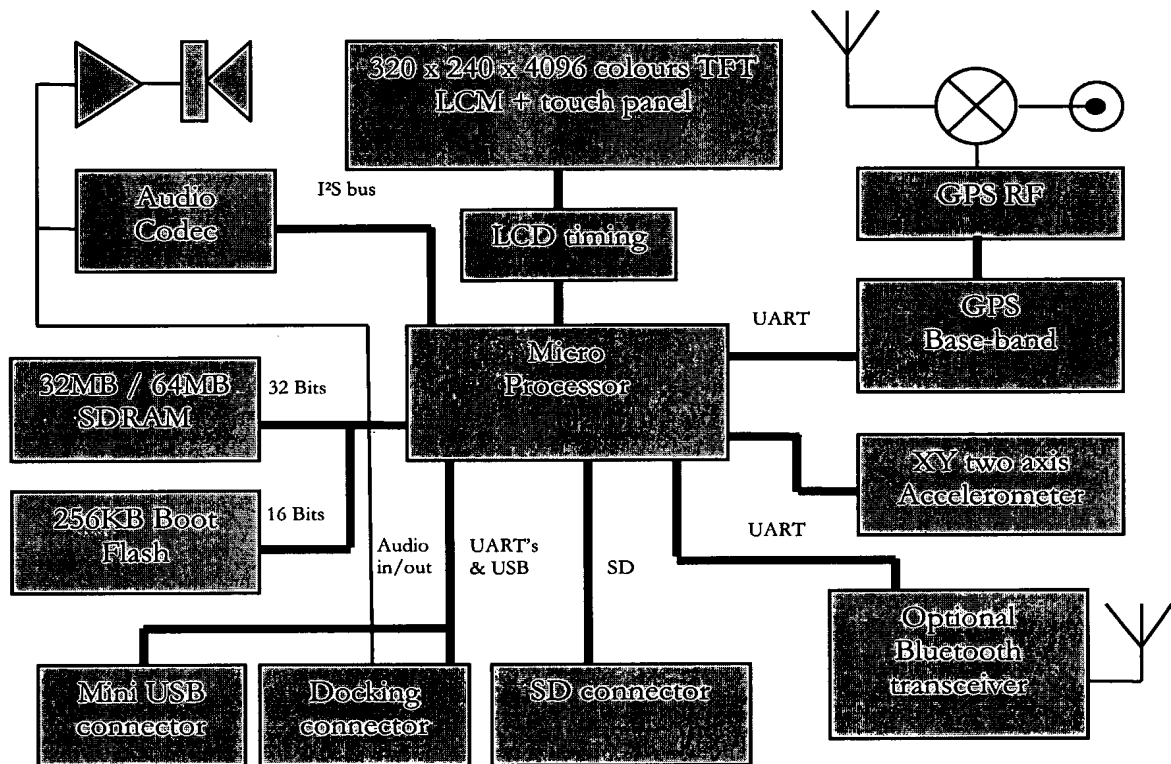 320 x 240 x 4096 colours TFT
LCM + touch panel
Audio
Codec
I²S bus
LCD timing
GPS RF
GPS
Base-band
UART
Micro
Processor
32MB / 64MB
SDRAM
32 Bits
XY two axis
Accelerometer
256KB Boot
Flash
16 Bits
Audio
in/out
UART's
& USB
SD
UART
Optional
Bluetooth
transceiver
Mini USB
connector
Docking
connector
SD connector